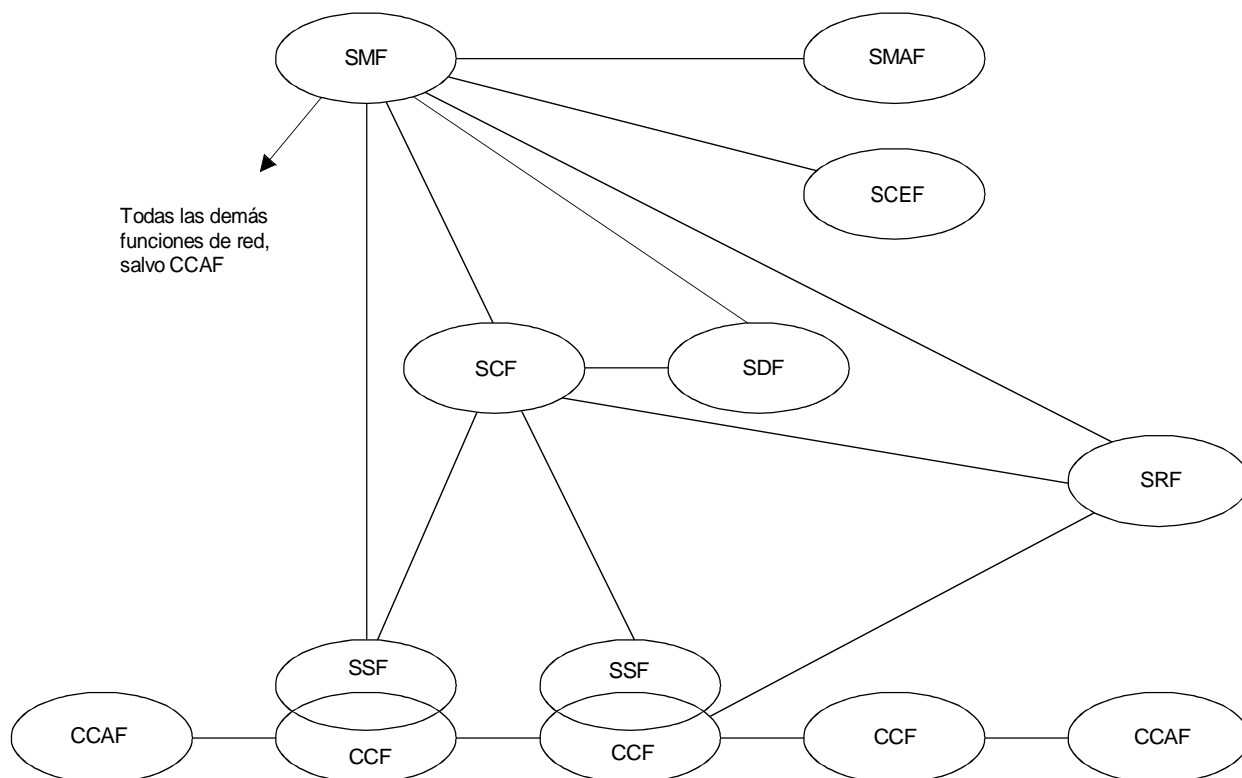 SMF
SMAF
SCEF
Todas las demás
funciones de red,
salvo CCAF
SCF
SDF
SRF
SSF
SSF
CCAF
CCF
CCF
CCF
CCAF